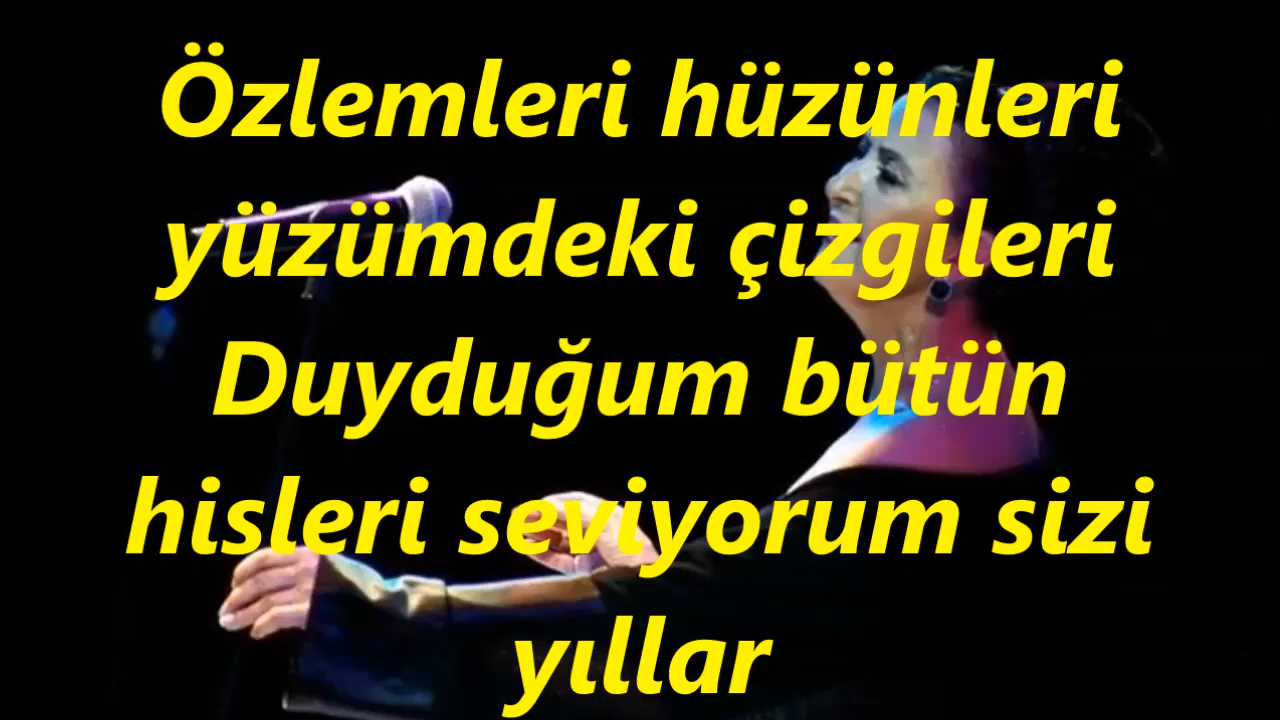 Özlemleri hüzünleri
yüzümdeki çizgileri
Duyduğum bütün
hisleri seviyorum sizi
yıllar